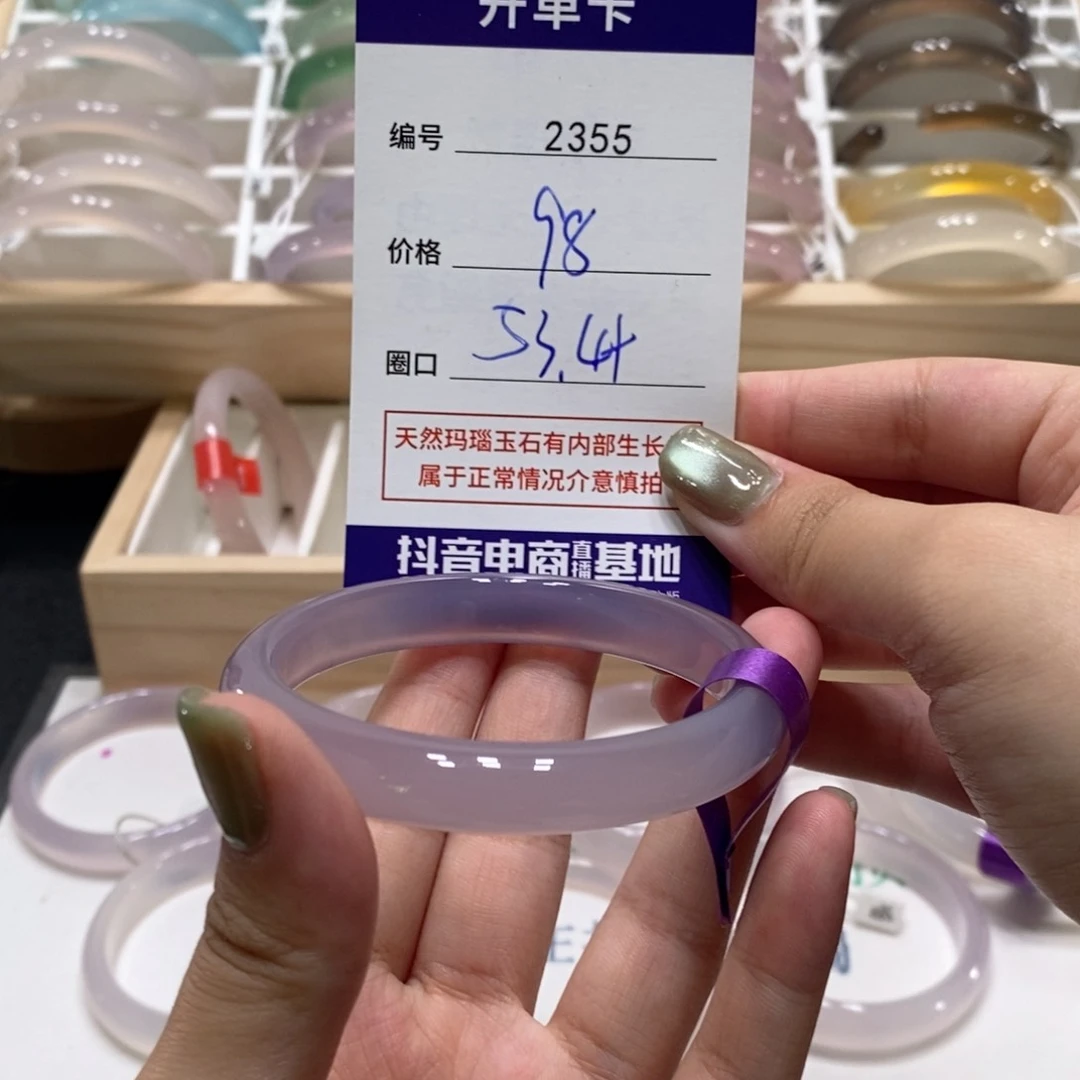 开单卡
编号 2355
价格 98
圈口 53.44
天然玛瑙玉石有内部生长
属于正常情况介意慎拍
抖音电商直播基地